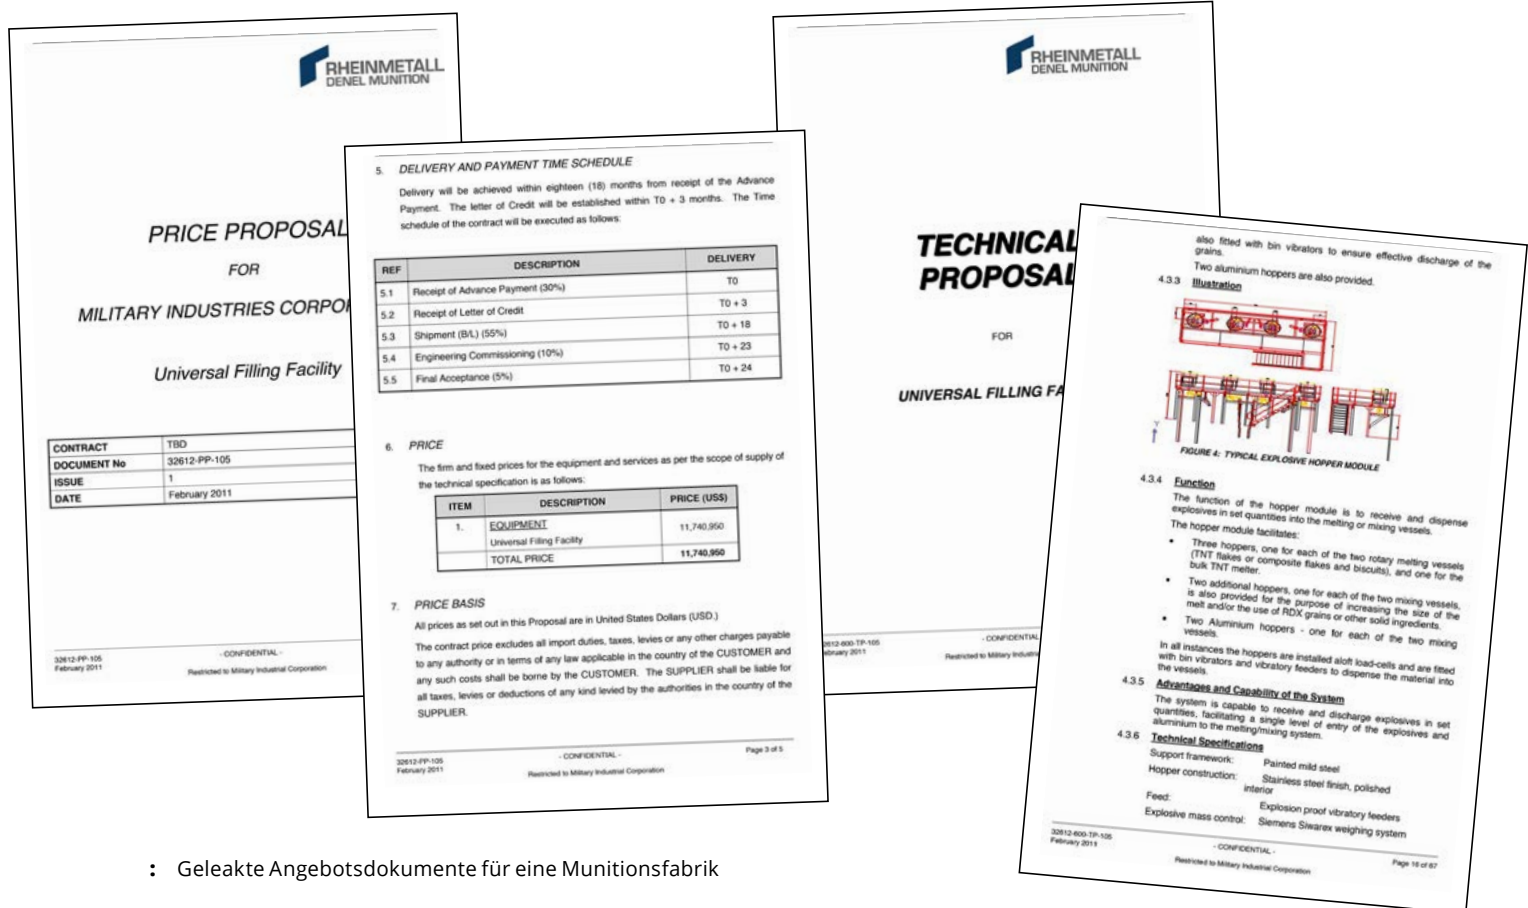 RHEINMETALL
DENEL MUNITION
PRICE PROPOSAL
FOR
MILITARY INDUSTRIES
Universal Filling Facility
CONTRACT TBD
DOCUMENT No 32612-PP-105
ISSUE 1
DATE February 2011
32612-PP-105
February 2011
- CONFIDENTIAL -
Restricted to Military Industrial Corporation
5. DELIVERY AND PAYMENT TIME SCHEDULE
Delivery will be achieved within eighteen (18) months from receipt of the Advance
Payment. The letter of Credit will be established within T0 + 3 months. The Time
schedule of the contract will be executed as follows:
REF DESCRIPTION DELIVERY
5.1 Receipt of Advance Payment (30%) T0
5.2 Receipt of Letter of Credit T0 + 3
5.3 Shipment (B/L) (55%) T0 + 18
5.4 Engineering Commissioning (10%) T0 + 23
5.5 Final Acceptance (5%) T0 + 24
6. PRICE
The firm and fixed prices for the equipment and services as per the scope of supply of
the technical specification is as follows:
ITEM DESCRIPTION PRICE (US$)
1. EQUIPMENT 11,740,950
Universal Filling Facility
TOTAL PRICE 11,740,950
7. PRICE BASIS
All prices as set out in this Proposal are in United States Dollars (USD.)
The contract price excludes all import duties, taxes, levies or any other charges payable
to any authority or in terms of any law applicable in the country of the CUSTOMER and
any such costs shall be borne by the CUSTOMER. The SUPPLIER shall be liable for
all taxes, levies or deductions of any kind levied by the authorities in the country of the
SUPPLIER.
32612-PP-105
February 2011
- CONFIDENTIAL -
Restricted to Military Industrial Corporation
Page 3 of 5
RHEINMETALL
DENEL MUNITION
TECHNICAL
PROPOSAL
FOR
UNIVERSAL FILLING
2612-600-TP-105
bruary 2011
- CONFIDENTIAL
Restricted to Military
also fitted with bin vibrators to ensure effective discharge of the
grains.
Two aluminium hoppers are also provided.
4.3.3 Illustration
Y
FIGURE 4: TYPICAL EXPLOSIVE HOPPER MODULE
4.3.4 Function
The function of the hopper module is to receive and dispense
explosives in set quantities into the melting or mixing vessels.
The hopper module facilitates:
• Three hoppers, one for each of the two rotary melting vessels
(TNT flakes or composite flakes and biscuits), and one for the
bulk TNT melter.
• Two additional hoppers, one for each of the two mixing vessels,
is also provided for the purpose of increasing the size of the
melt and/or the use of RDX grains or other solid ingredients.
• Two Aluminium hoppers - one for each of the two mixing
vessels.
In all instances the hoppers are installed aloft load-cells and are fitted
with bin vibrators and vibratory feeders to dispense the material into
the vessels.
4.3.5 Advantages and Capability of the System
The system is capable to receive and discharge explosives in set
quantities, facilitating a single level of entry of the explosives and
aluminium to the melting/mixing system.
4.3.6 Technical Specifications
Support framework: Painted mild steel
Hopper construction: Stainless steel finish, polished
interior
Feed: Explosion proof vibratory feeders
Explosive mass control: Siemens Siwarex weighing system
32612-600-TP-105
February 2011
- CONFIDENTIAL -
Restricted to Military Industrial Corporation
Page 16 of 67
: Geleakte Angebotsdokumente für eine Munitionsfabrik